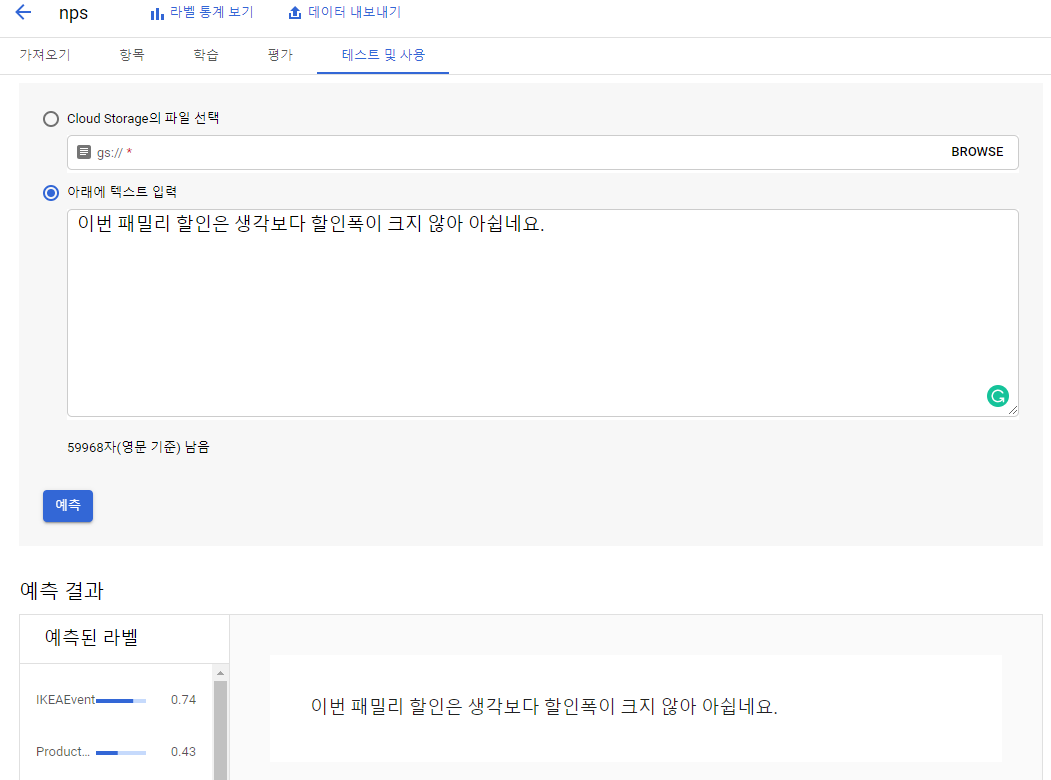 nps 라벨 통계 보기 데이터 내보내기
가져오기 항목 학습 평가 테스트 및 사용
Cloud Storage의 파일 선택
gs:// * BROWSE
아래에 텍스트 입력
이번 패밀리 할인은 생각보다 할인폭이 크지 않아 아쉽네요.
59968자(영문 기준) 남음
예측
예측 결과
예측된 라벨
IKEAEvent 0.74
이번 패밀리 할인은 생각보다 할인폭이 크지 않아 아쉽네요.
Product... 0.43